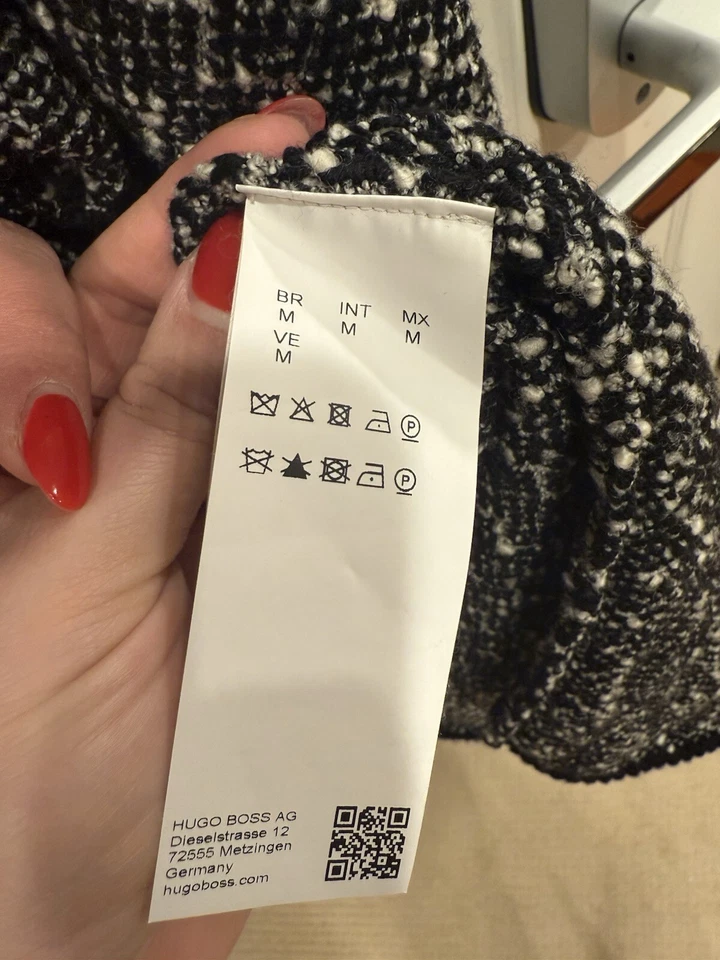 BR INT MX
M M M
VE
M
P
P
HUGO BOSS AG
Dieselstrasse 12
72555 Metzingen
Germany
hugoboss.com